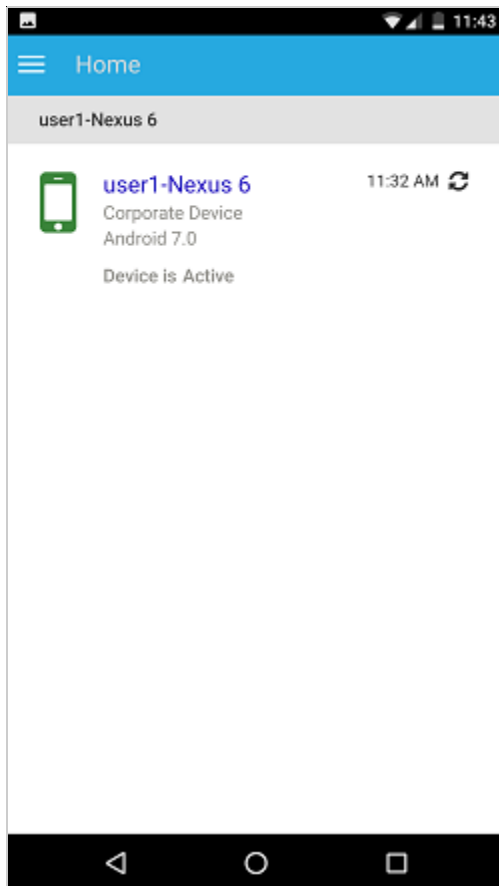 11:43
Home
user1-Nexus 6
user1-Nexus 6
11:32 AM
Corporate Device
Android 7.0
Device is Active